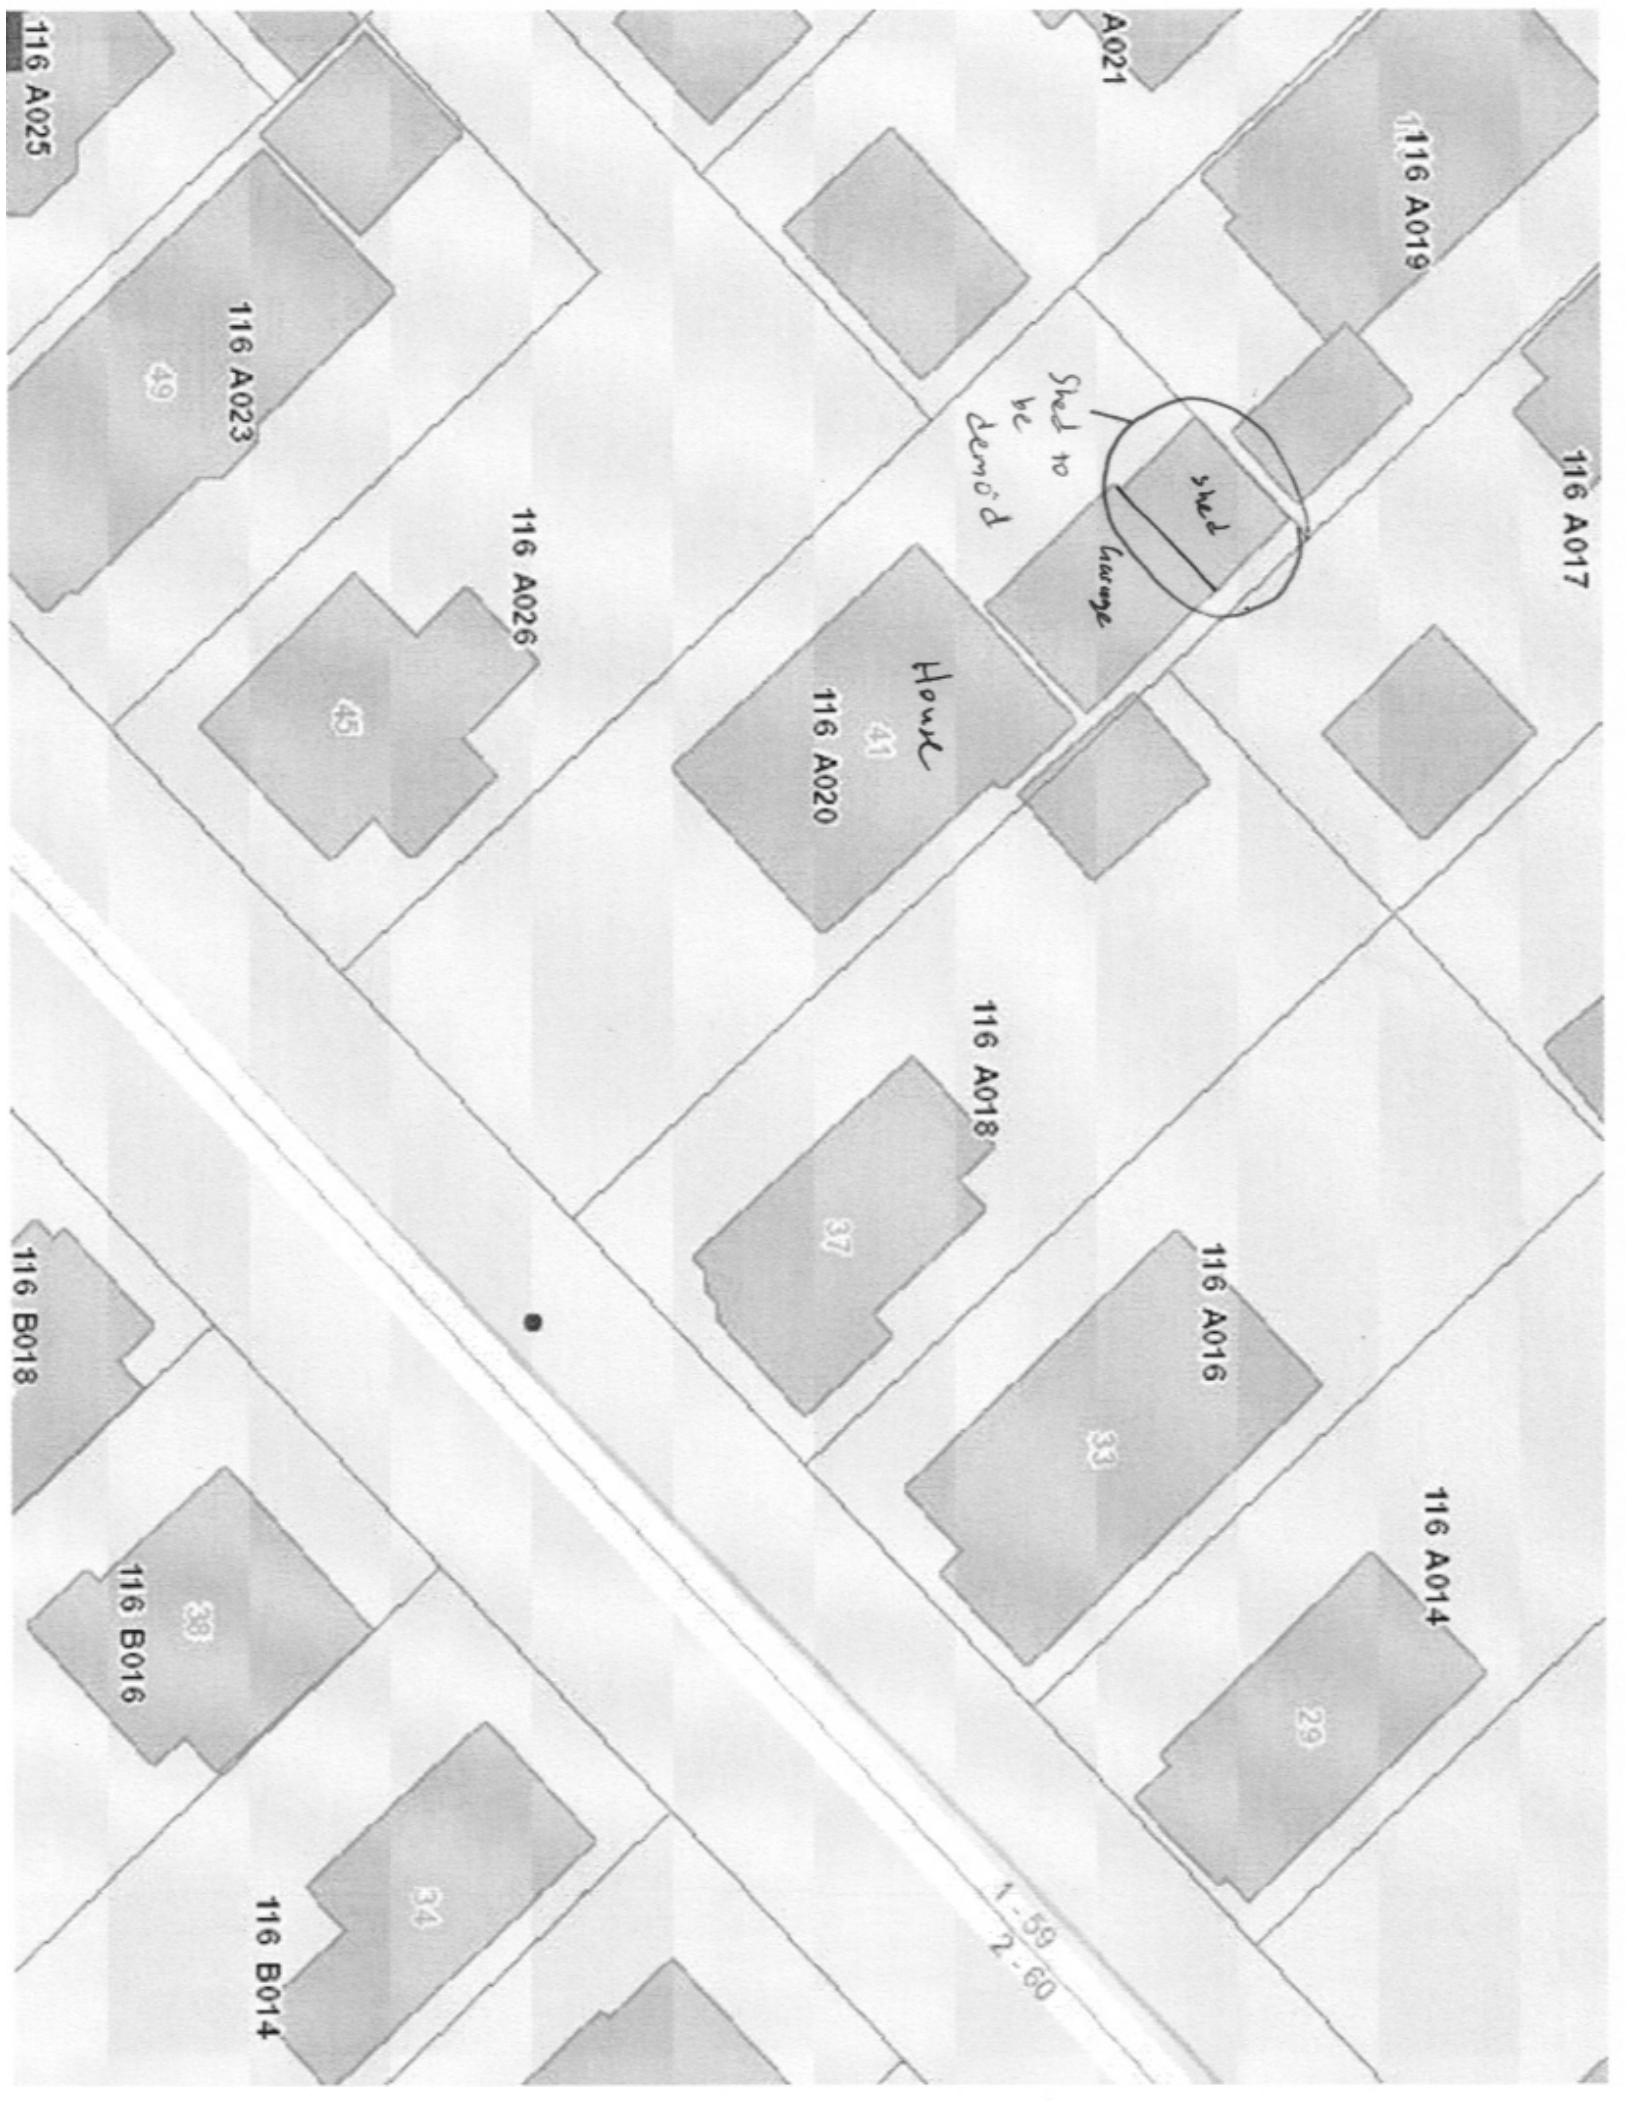 116 A025
A021
116 A019
116 A017
116 A023
49
Shed to
be
demo'd
shed
Garage
House
41
116 A020
116 A026
45
116 A018
37
116 A016
33
116 A014
29
116 B018
116 B016
38
116 B014
34
1 - 59
2 - 60